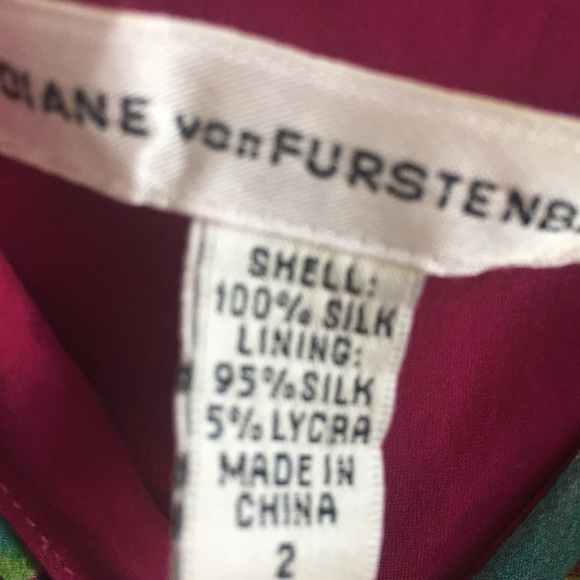 DIANE von FURSTENB
SHELL:
100% SILK
LINING:
95% SILK
5% LYCRA
MADE IN
CHINA
2